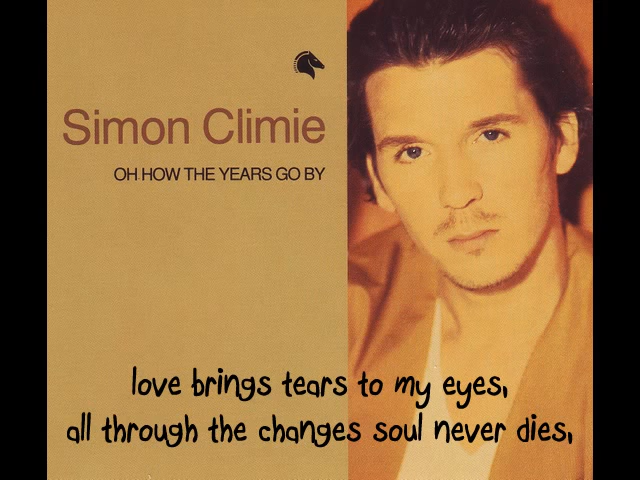 Simon Climie
OH HOW THE YEARS GO BY
love brings tears to my eyes,
all through the changes soul never dies,